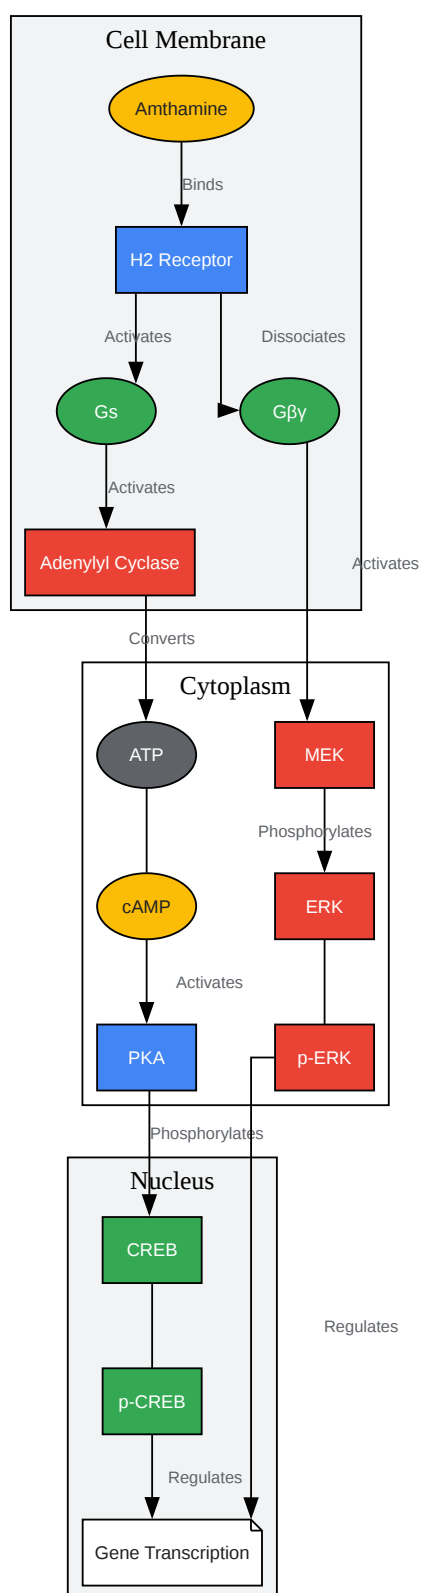 Cell Membrane
Amthamine
Binds
H2 Receptor
Activates
Dissociates
Gs
Gβγ
Activates
Adenylyl Cyclase
Activates
Converts
Cytoplasm
ATP
MEK
Phosphorylates
cAMP
ERK
Activates
PKA
p-ERK
Phosphorylates
Nucleus
CREB
Regulates
p-CREB
Regulates
Gene Transcription